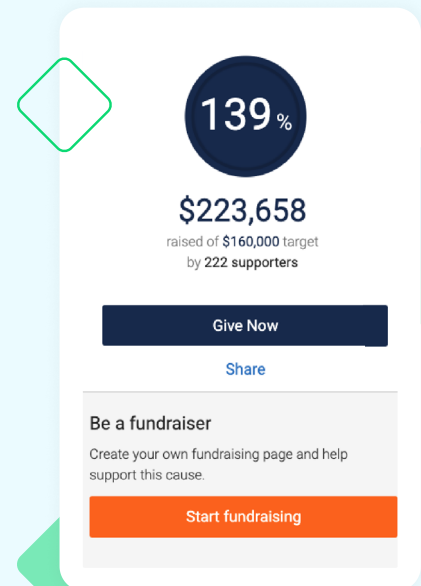 139 %
$223,658
raised of $160,000 target
by 222 supporters
Give Now
Share
Be a fundraiser
Create your own fundraising page and help
support this cause.
Start fundraising